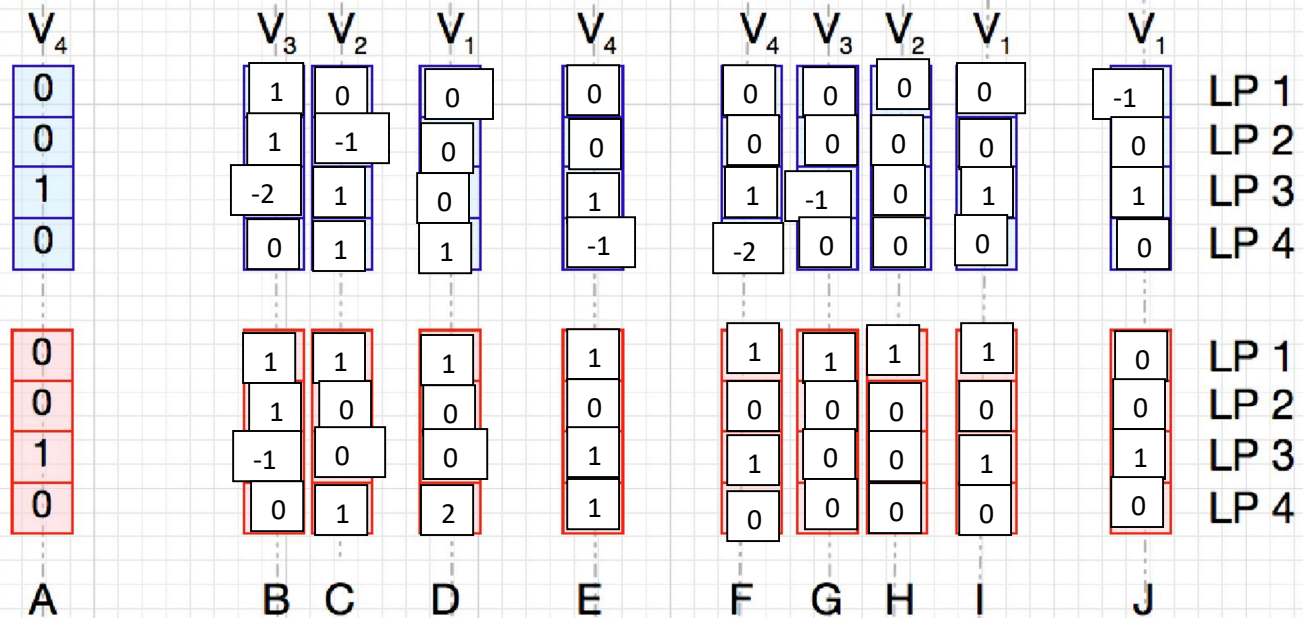 V4 V3 V2 V1 V4 V4 V3 V2 V1 V1
0 1 0 0 0 0 0 0 0 -1 LP 1
0 1 -1 0 0 0 0 0 0 0 LP 2
1 -2 1 0 1 1 -1 0 1 1 LP 3
0 0 1 1 -1 -2 0 0 0 0 LP 4
0 1 1 1 1 1 1 1 1 0 LP 1
0 1 0 0 0 0 0 0 0 0 LP 2
1 -1 0 0 1 1 0 0 1 1 LP 3
0 0 1 2 1 0 0 0 0 0 LP 4
A B C D E F G H I J